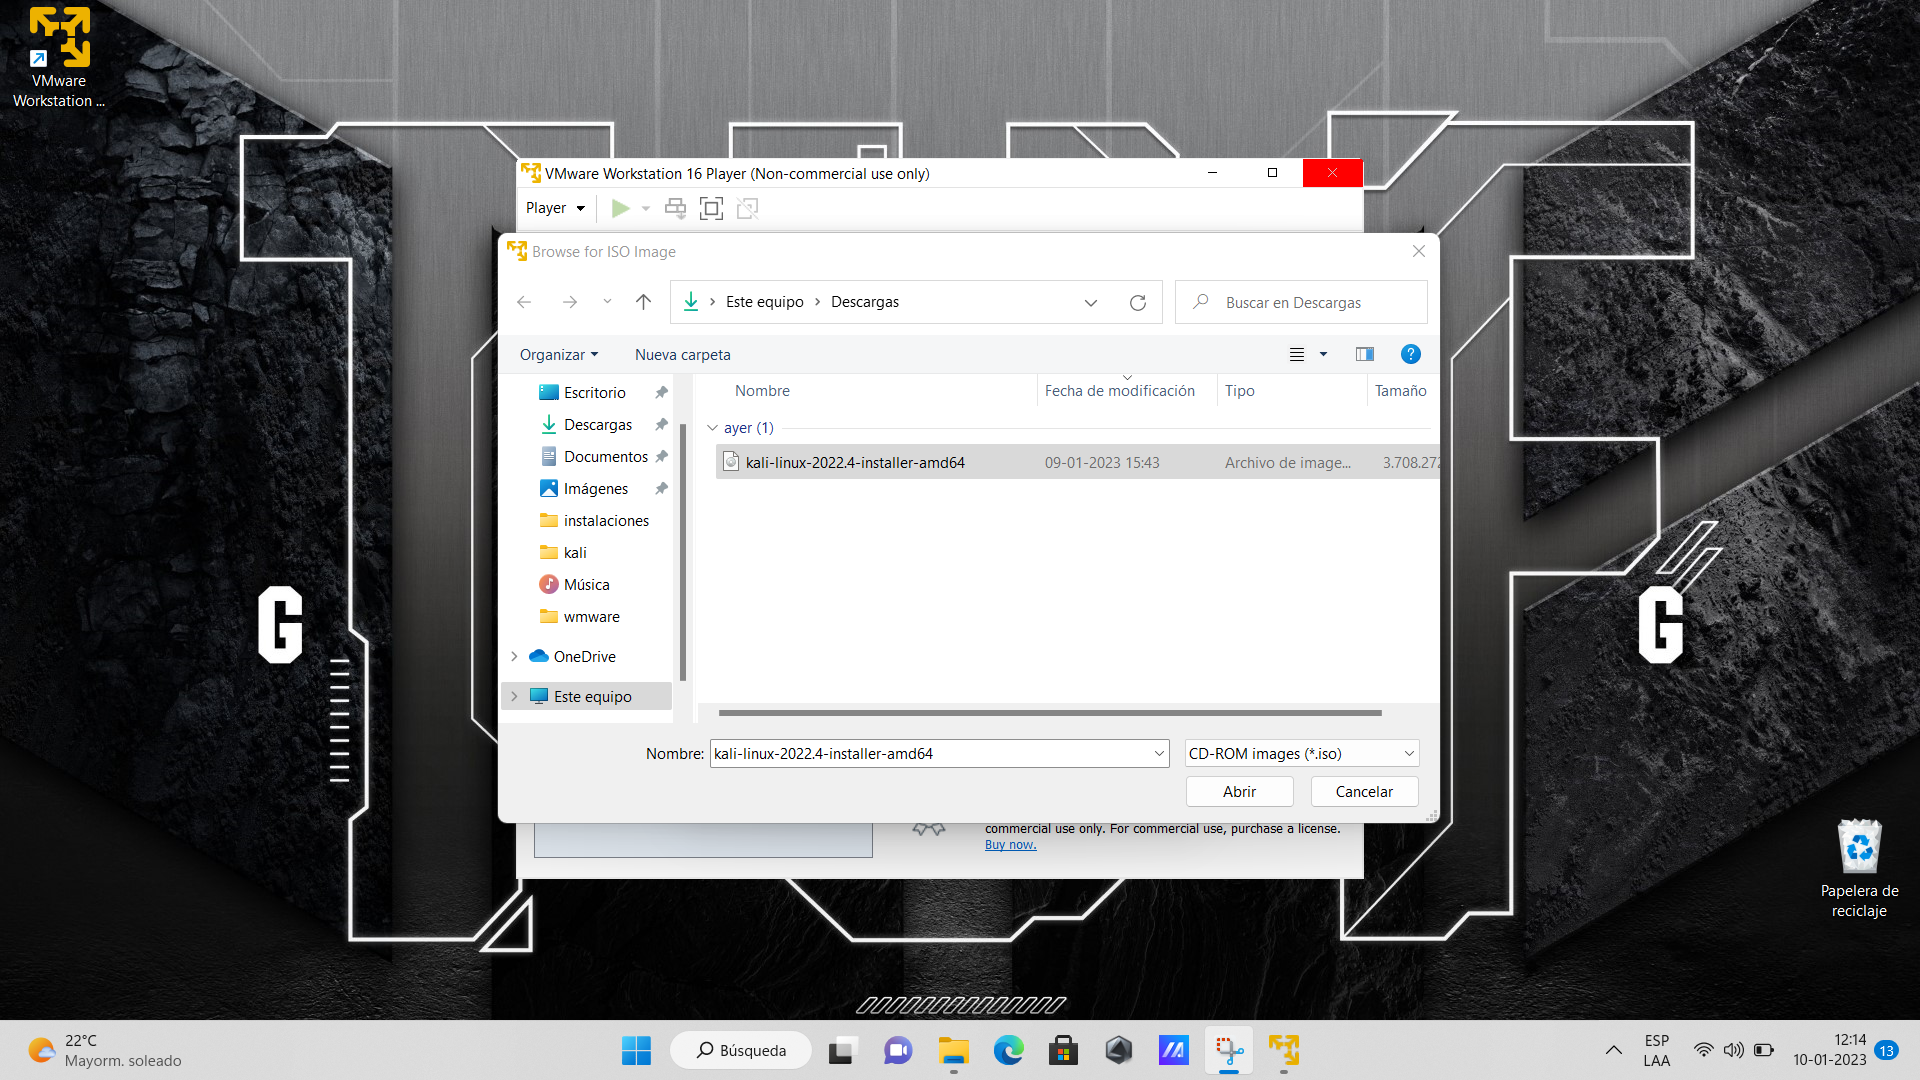 VMware
Workstation ...
VMware Workstation 16 Player (Non-commercial use only)
Player
Browse for ISO Image
Este equipo
Descargas
Buscar en Descargas
Organizar
Nueva carpeta
?
Nombre
Fecha de modificación
Tipo
Tamaño
Escritorio
Descargas
Documentos
Imágenes
instalaciones
kali
Música
wmware
OneDrive
Este equipo
ayer (1)
kali-linux-2022.4-installer-amd64
09-01-2023 15:43
Archivo de image...
3.708.272
Nombre:
kali-linux-2022.4-installer-amd64
CD-ROM images (*.iso)
Abrir
Cancelar
commercial use only. For commercial use, purchase a license.
Buy now.
G
G
Papelera de
reciclaje
22°C
Mayorm. soleado
Búsqueda
ESP
LAA
12:14
10-01-2023
13